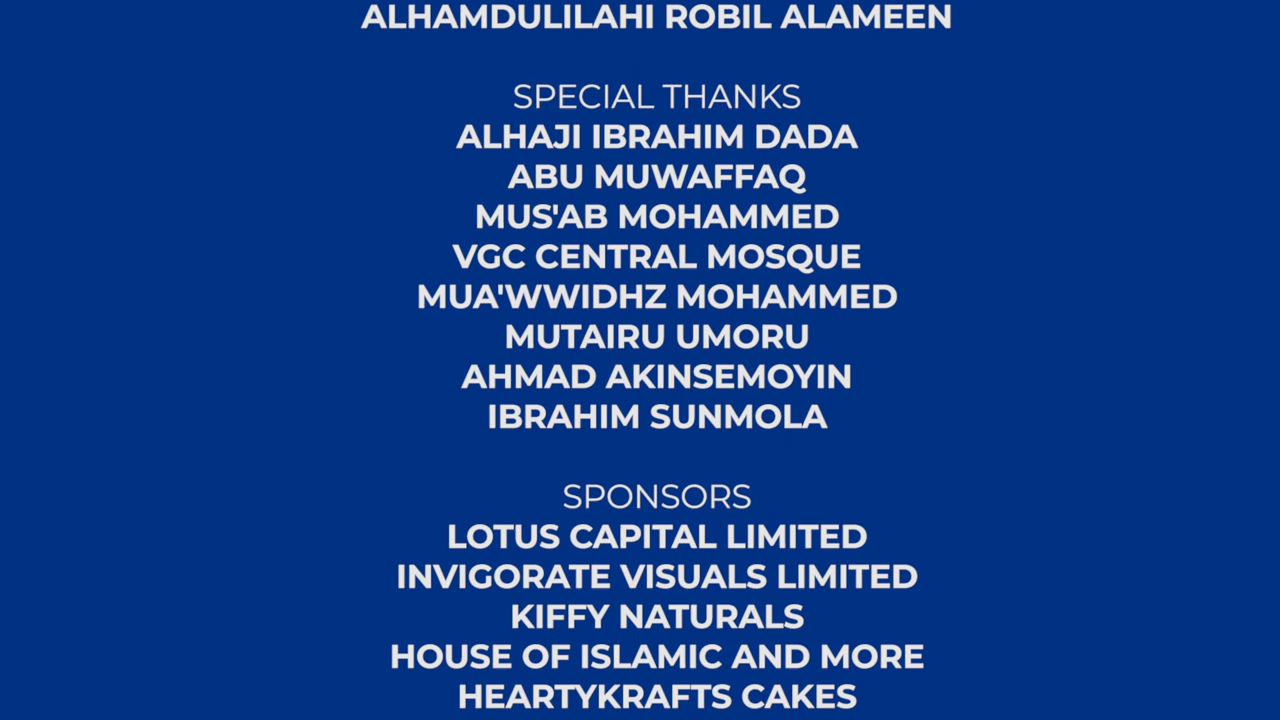 ALHAMDULILAHI ROBIL ALAMEEN
SPECIAL THANKS
ALHAJI IBRAHIM DADA
ABU MUWAFFAQ
MUS'AB MOHAMMED
VGC CENTRAL MOSQUE
MUA'WWIDHZ MOHAMMED
MUTAIRU UMORU
AHMAD AKINSEMOYIN
IBRAHIM SUNMOLA
SPONSORS
LOTUS CAPITAL LIMITED
INVIGORATE VISUALS LIMITED
KIFFY NATURALS
HOUSE OF ISLAMIC AND MORE
HEARTYKRAFTS CAKES